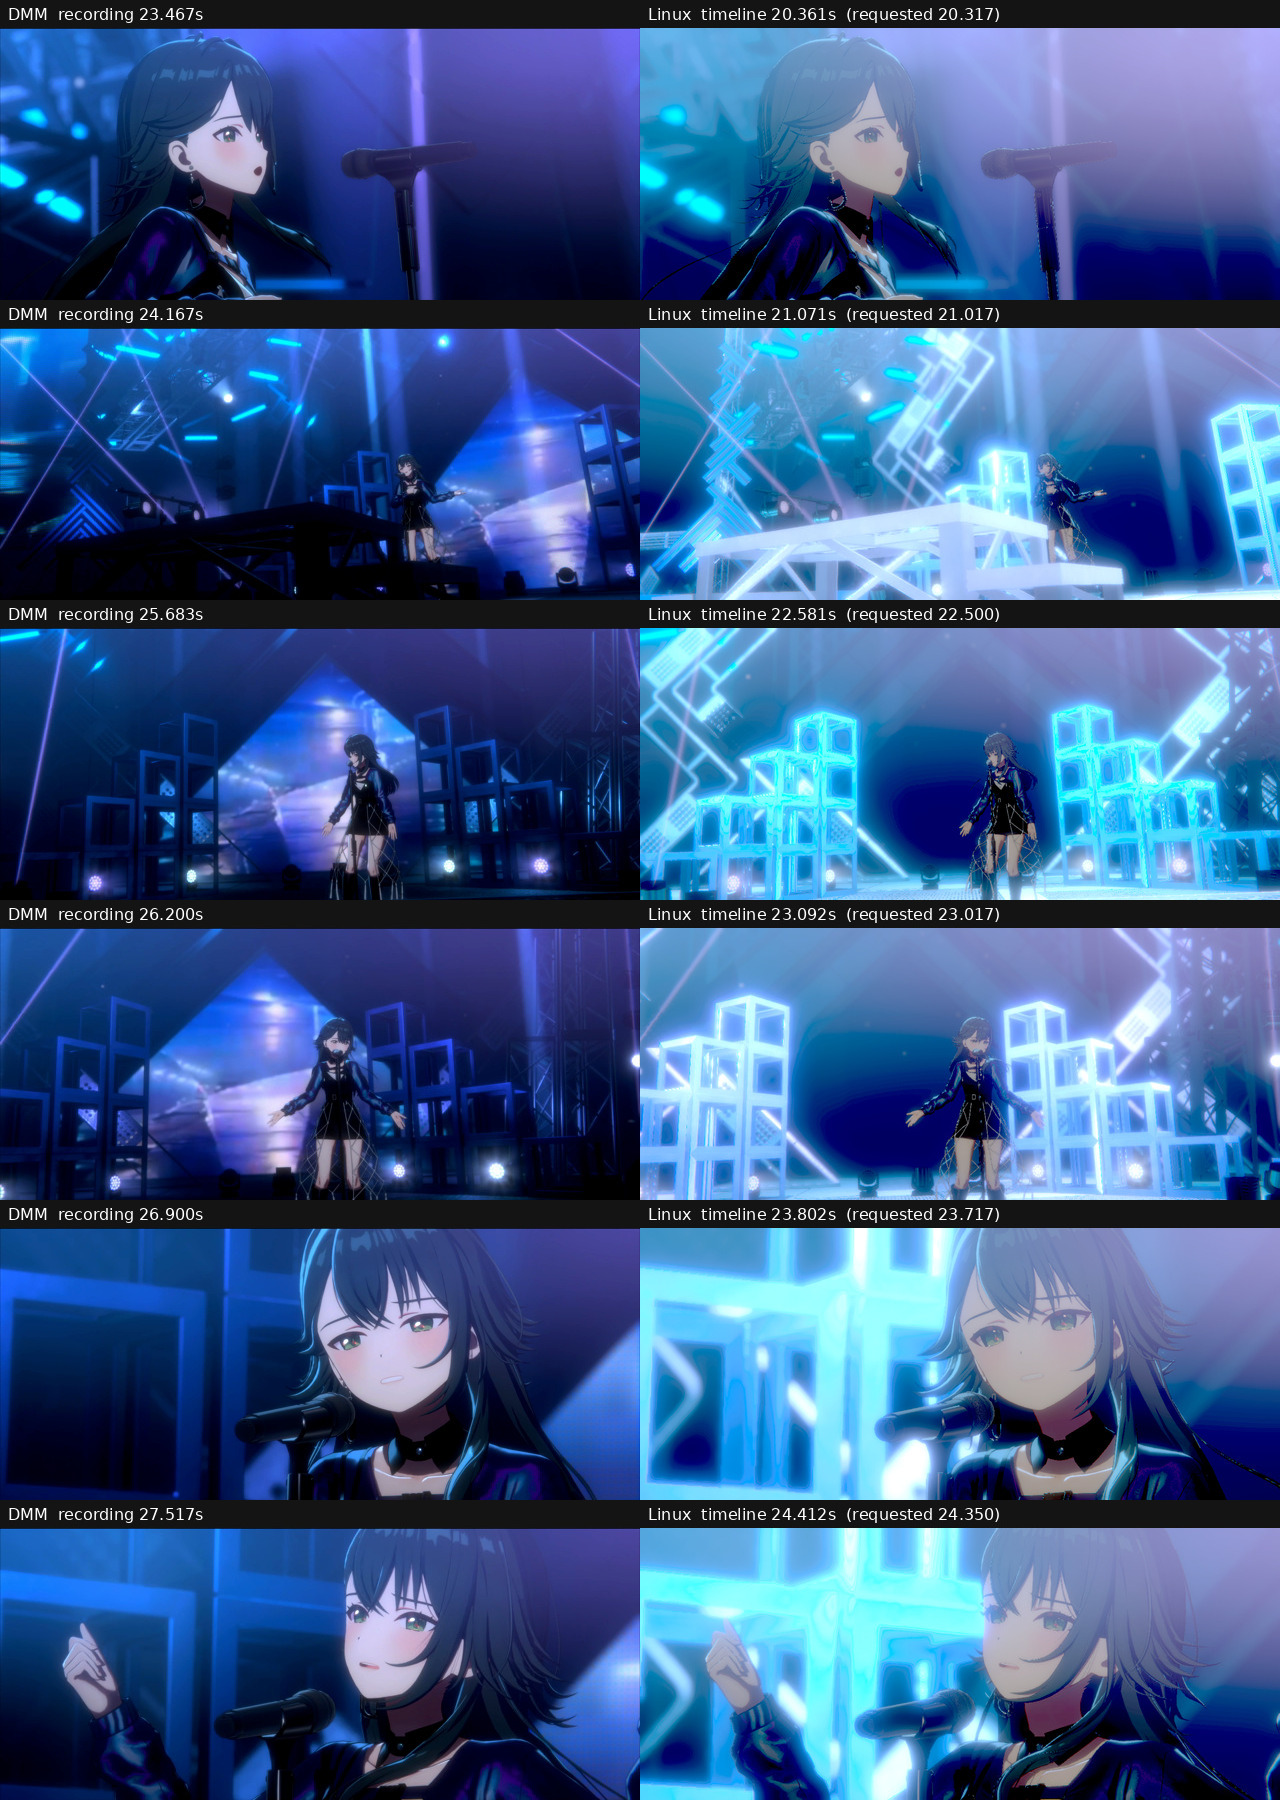 DMM recording 23.467s
Linux timeline 20.361s (requested 20.317)
DMM recording 24.167s
Linux timeline 21.071s (requested 21.017)
DMM recording 25.683s
Linux timeline 22.581s (requested 22.500)
DMM recording 26.200s
Linux timeline 23.092s (requested 23.017)
DMM recording 26.900s
Linux timeline 23.802s (requested 23.717)
DMM recording 27.517s
Linux timeline 24.412s (requested 24.350)